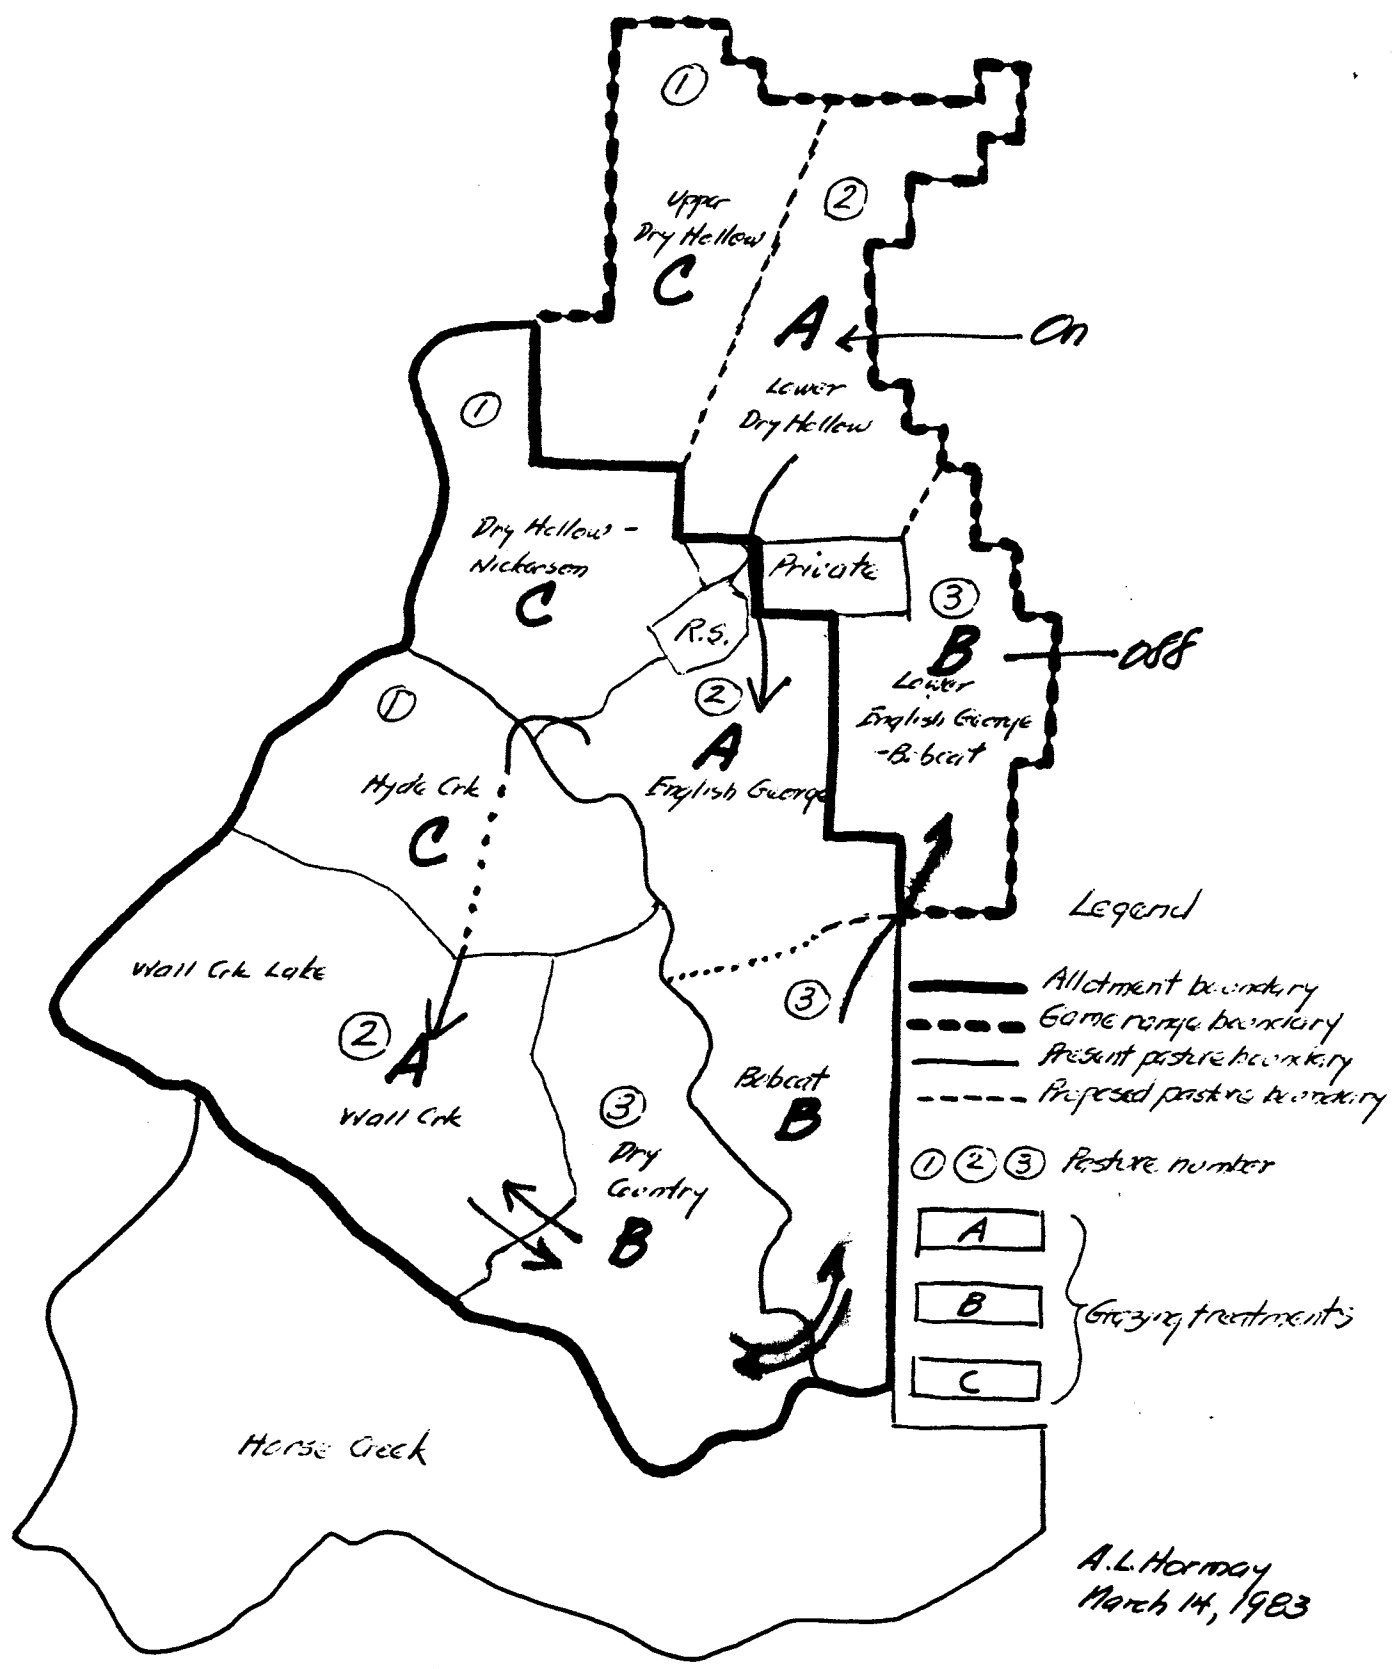 1
2
Upper
Dry Hollow
C
A
On
Lower
Dry Hollow
1
Dry Hollow -
Nickerson
C
Private
R.S.
3
B
Off
Lower
English George
-Bobcat
1
2
A
Hyde Crk
English George
C
Wall Crk Lake
2
A
Wall Crk
3
Bobcat
B
3
Dry
Country
B
Horse Creek
Legend
Allotment boundary
Game range boundary
Present pasture boundary
Proposed pasture boundary
1 2 3 Pasture number
A
B
Grazing treatments
C
A.L. Hormay
March 14, 1983